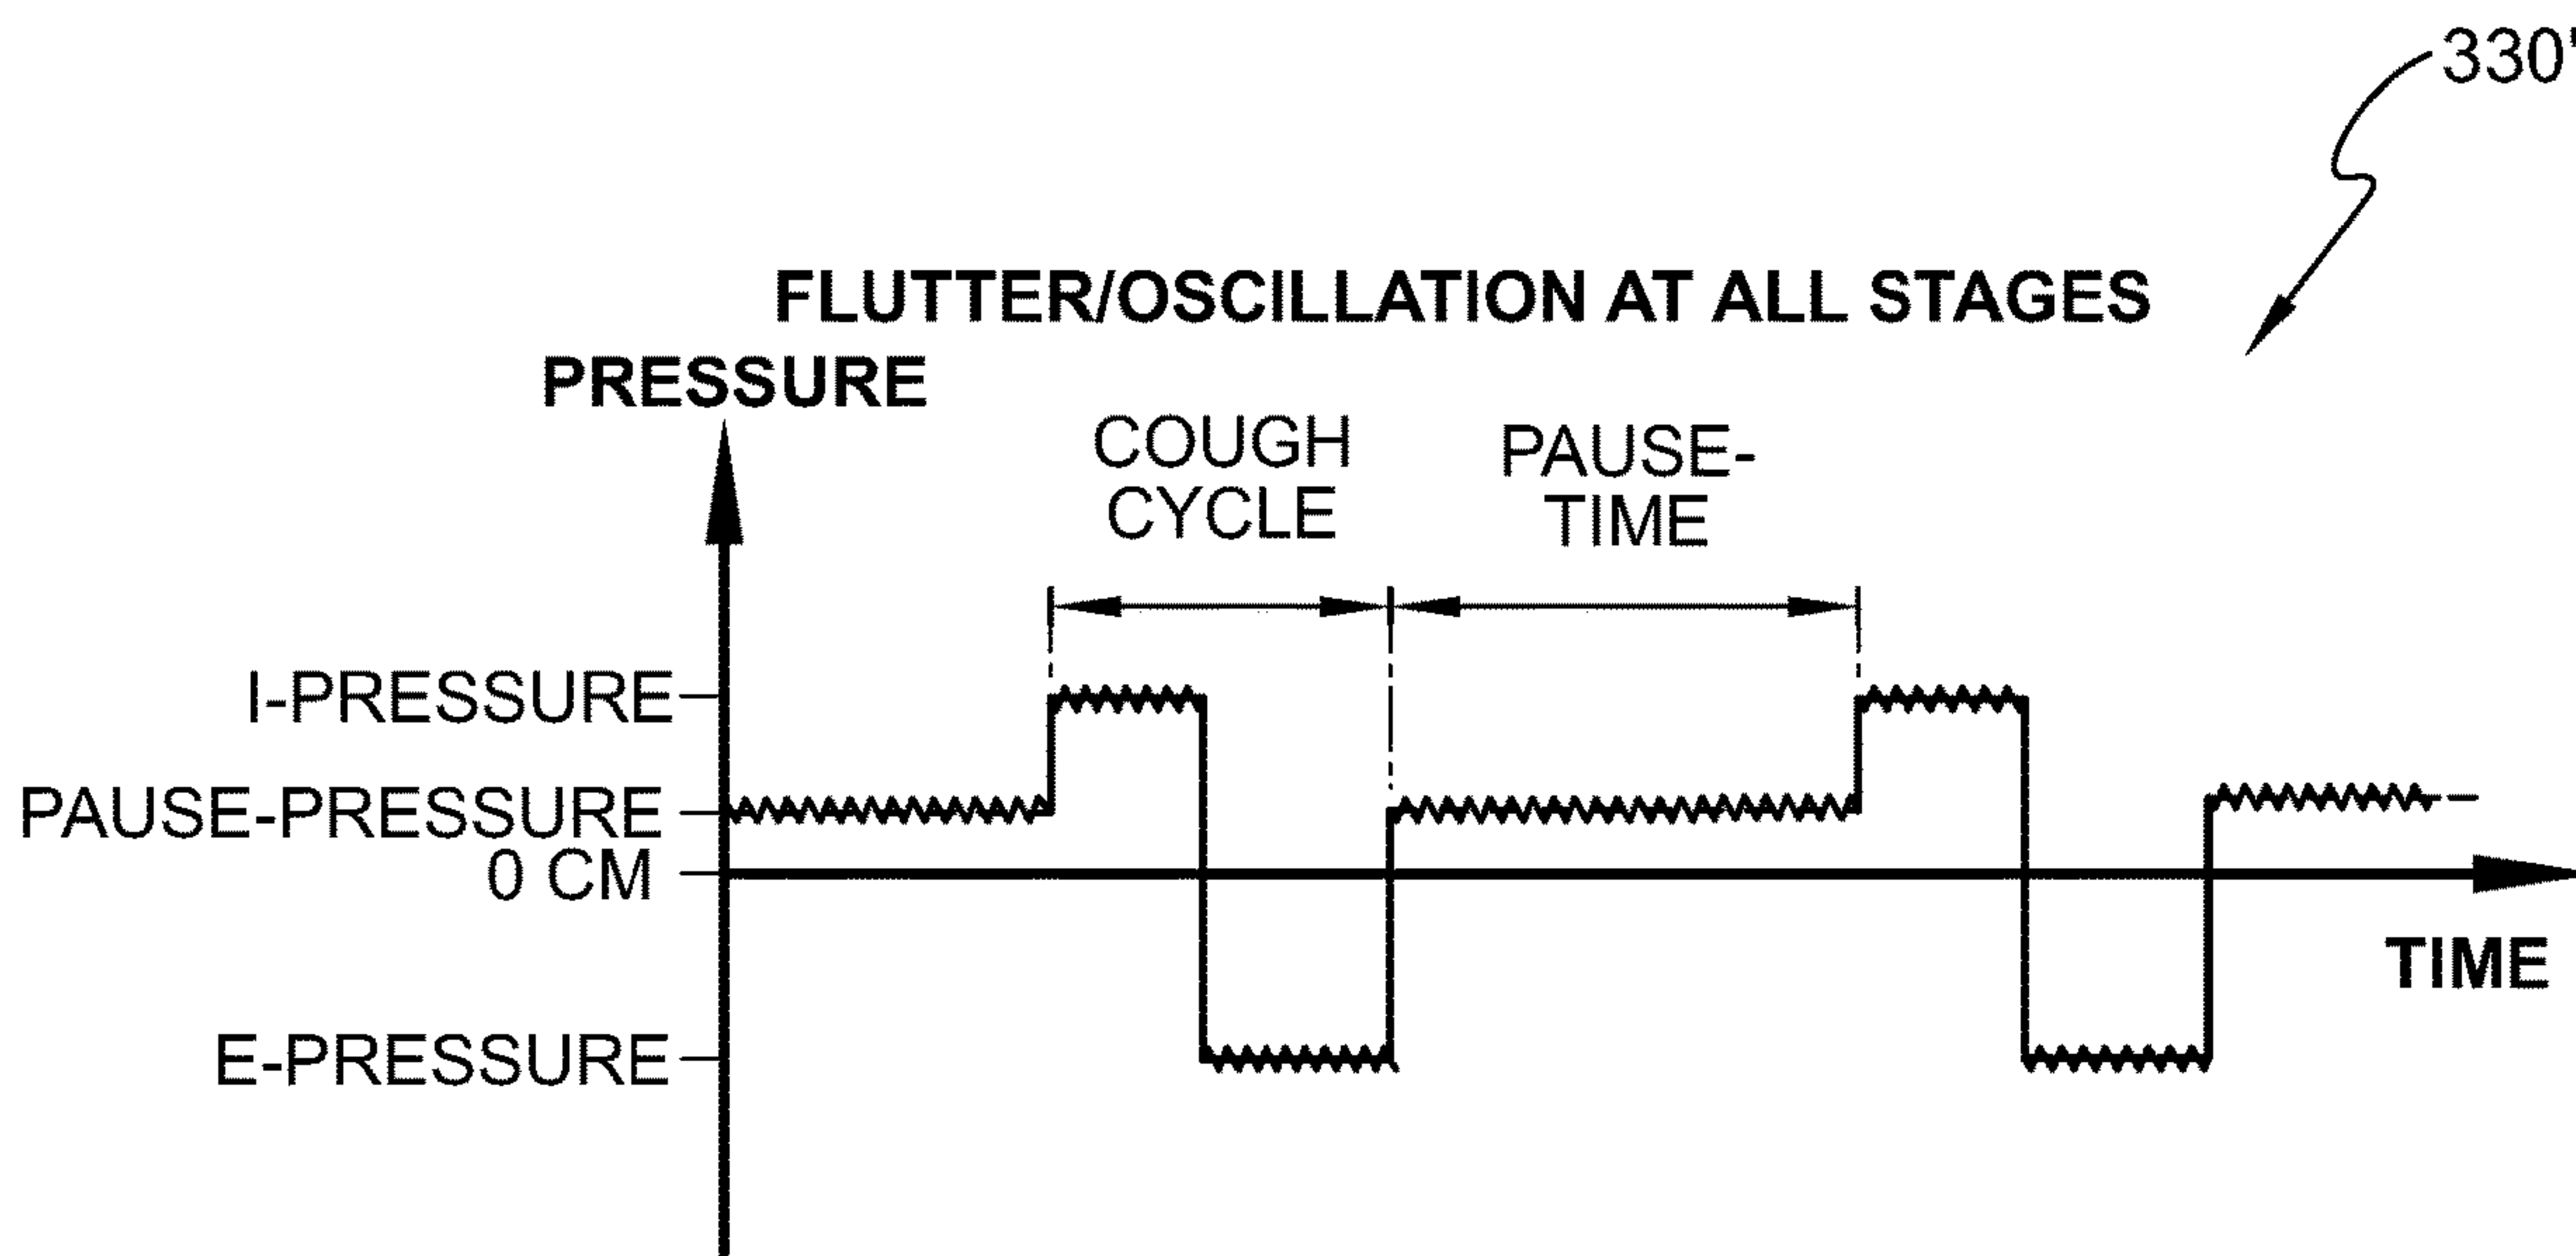 330'
FLUTTER/OSCILLATION AT ALL STAGES
PRESSURE
COUGH
CYCLE
PAUSE-
TIME
I-PRESSURE
PAUSE-PRESSURE
0 CM
E-PRESSURE
TIME